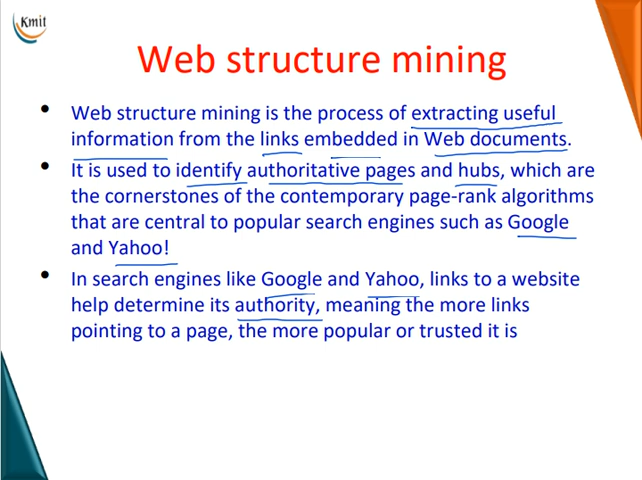 Kmit
Web structure mining
• Web structure mining is the process of extracting useful
information from the links embedded in Web documents.
• It is used to identify authoritative pages and hubs, which are
the cornerstones of the contemporary page-rank algorithms
that are central to popular search engines such as Google
and Yahoo!
• In search engines like Google and Yahoo, links to a website
help determine its authority, meaning the more links
pointing to a page, the more popular or trusted it is